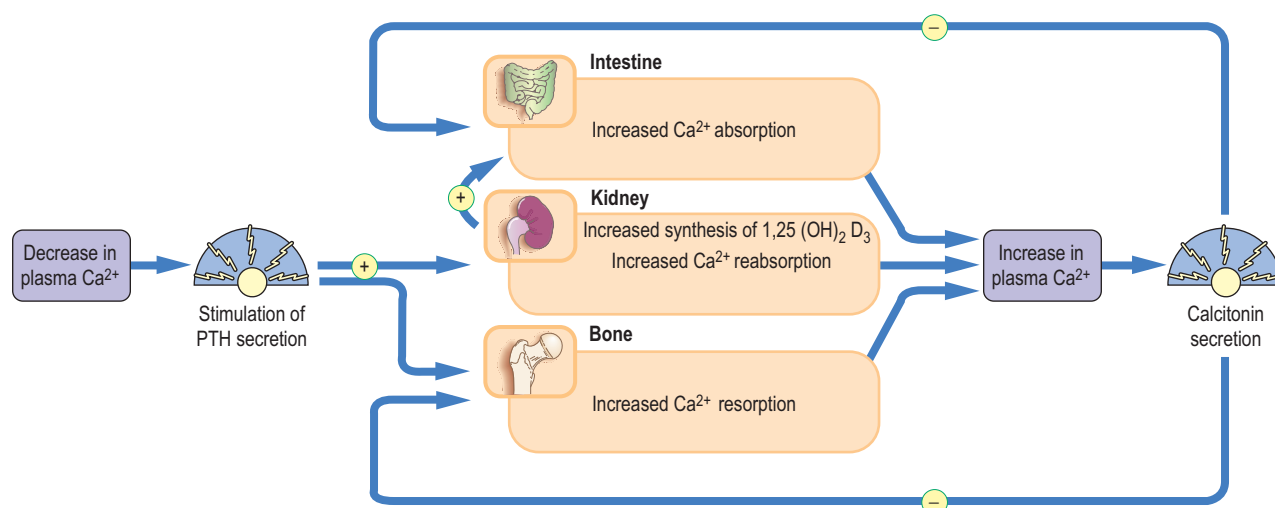 −
Intestine
Increased Ca²⁺ absorption
+
Kidney
Increased synthesis of 1,25 (OH)₂ D₃
Increased Ca²⁺ reabsorption
Decrease in
plasma Ca²⁺
+
Stimulation of
PTH secretion
Increase in
plasma Ca²⁺
Calcitonin
secretion
Bone
Increased Ca²⁺ resorption
−